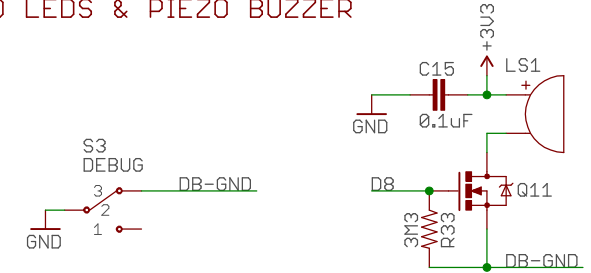 LEDS & PIEZO BUZZER
+3V3
C15
LS1
+
GND
0.1uF
S3
DEBUG
3
DB-GND
2
1
GND
D8
Q11
3M3
R33
DB-GND